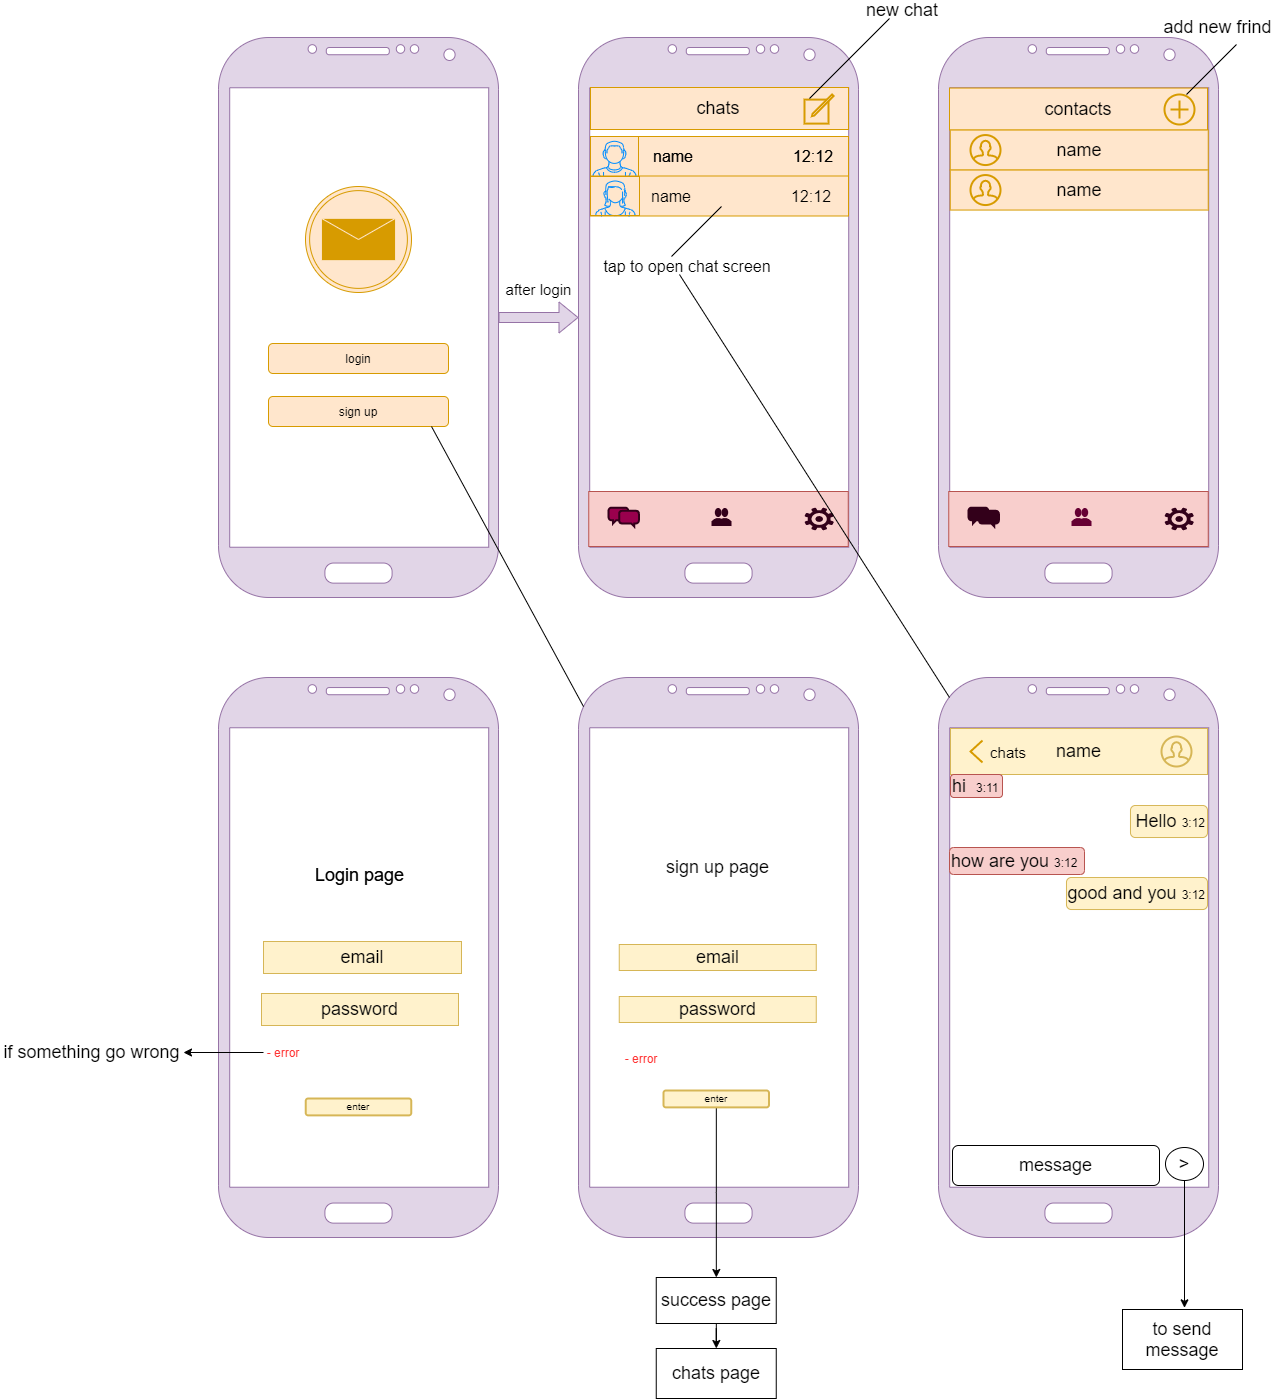 new chat
add new frind
chats
name 12:12
name 12:12
tap to open chat screen
contacts
name
name
after login
login
sign up
Login page
email
password
- error
if something go wrong
enter
sign up page
email
password
- error
enter
success page
chats page
chats name
hi 3:11
Hello 3:12
how are you 3:12
good and you 3:12
message >
to send
message